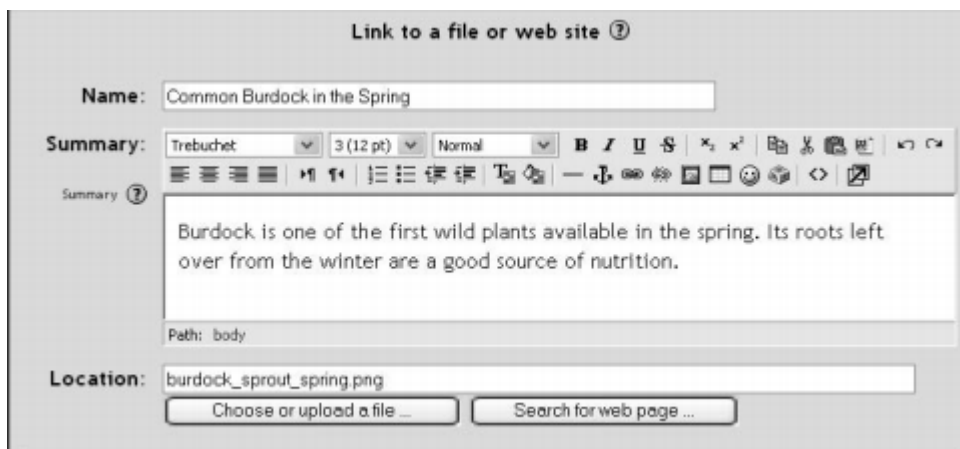 Link to a file or web site ?
Name: Common Burdock in the Spring
Summary: Trebuchet 3 (12 pt) Normal B I U S x₂ x²
Summary ?
Burdock is one of the first wild plants available in the spring. Its roots left
over from the winter are a good source of nutrition.
Path: body
Location: burdock_sprout_spring.png
Choose or upload a file ... Search for web page ...